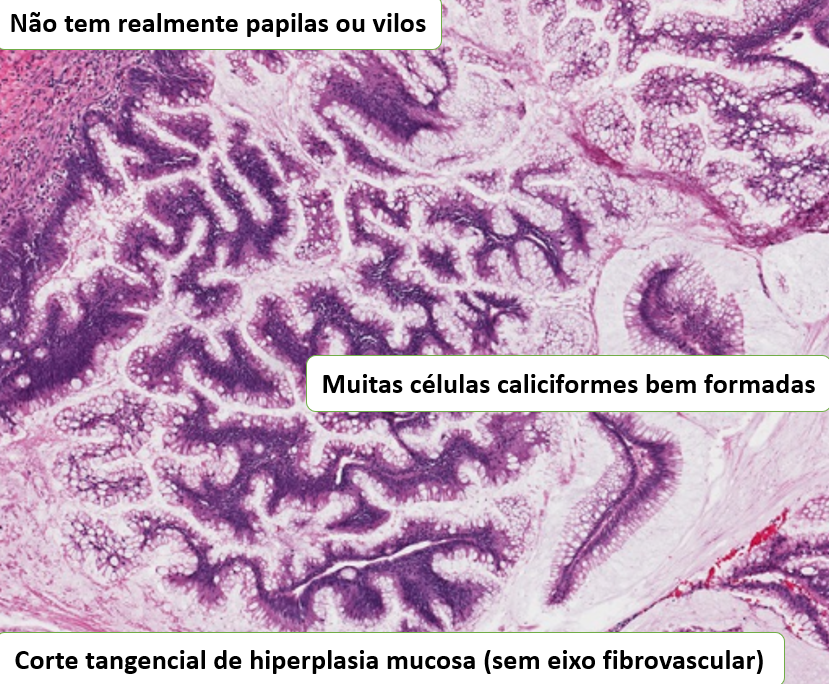 Não tem realmente papilas ou vilos
Muitas células caliciformes bem formadas
Corte tangencial de hiperplasia mucosa (sem eixo fibrovascular)